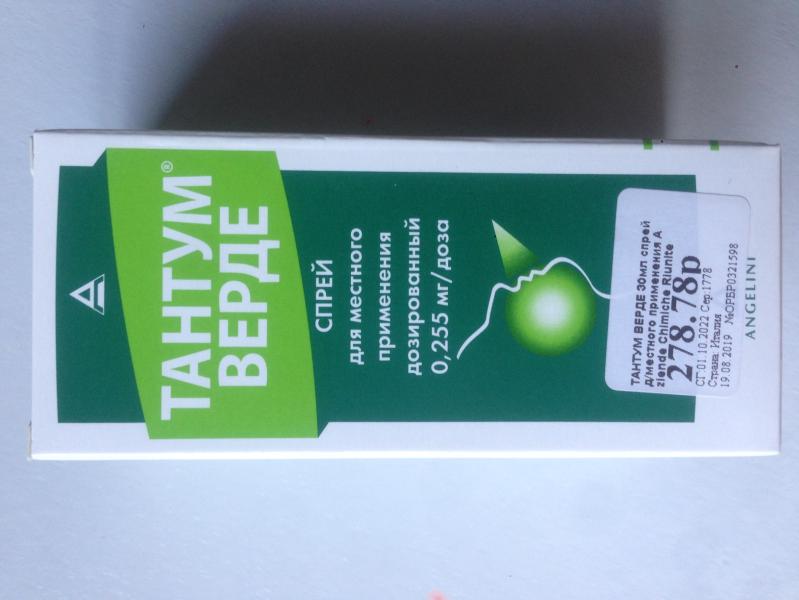 ТАНТУМ®
ВЕРДЕ
СПРЕЙ
для местного
применения
дозированный
0,255 мг/доза
ТАНТУМ ВЕРДЕ 30мл спрей
д/местного применения A
ziende Chimiche Riunite
278.78р
СГ:01.10.2022 Сер:1778
Страна: Италия
19.08.2019 №ОРБР0321598
ANGELINI